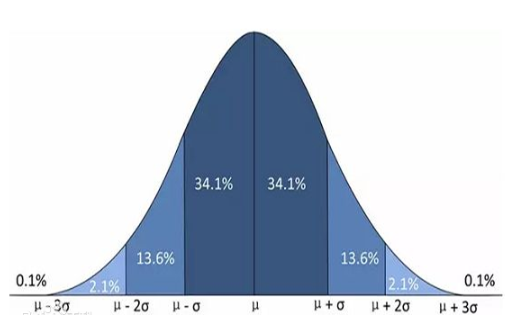 34.1% 34.1%
13.6% 13.6%
0.1% 2.1% 2.1% 0.1%
μ - 3σ μ - 2σ μ - σ μ μ + σ μ + 2σ μ + 3σ